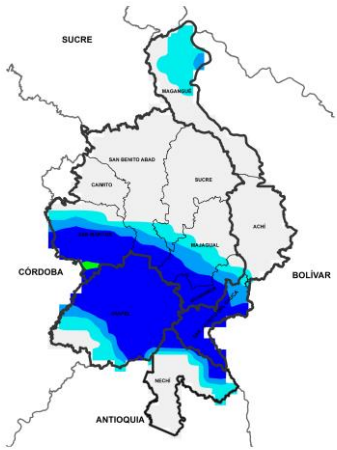 SUCRE
MAGANGUÉ
SAN BENITO ABAD
CAIMITO
SUCRE
ACHÍ
MAJAGUAL
CÓRDOBA
BOLÍVAR
NECHÍ
ANTIOQUIA